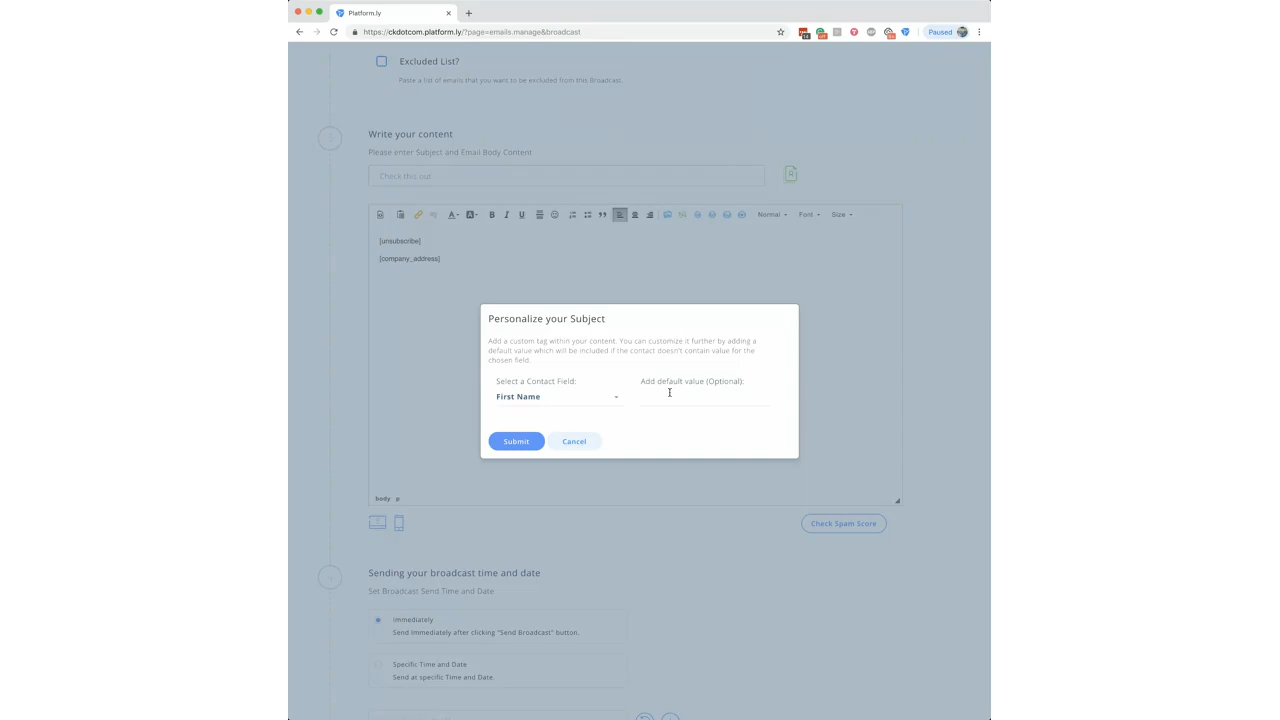 Platform.ly
https://ckdotcom.platform.ly/?page=emails.manage&broadcast
Paused
Excluded List?
Paste a list of emails that you want to be excluded from this Broadcast.
Write your content
Please enter Subject and Email Body Content
Check this out
Normal
Font
Size
[unsubscribe]
[company_address]
Personalize your Subject
Add a custom tag within your content. You can customize it further by adding a
default value which will be included if the contact doesn't contain value for the
chosen field.
Select a Contact Field:
Add default value (Optional):
First Name
Submit
Cancel
body p
Check Spam Score
Sending your broadcast time and date
Set Broadcast Send Time and Date
Immediately
Send Immediately after clicking "Send Broadcast" button.
Specific Time and Date
Send at specific Time and Date.